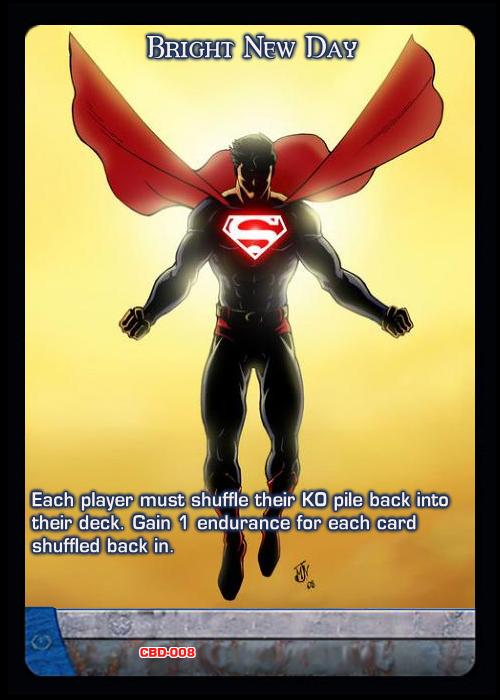 Bright New Day
S
Each player must shuffle their KO pile back into
their deck. Gain 1 endurance for each card
shuffled back in.
08
CBD-008